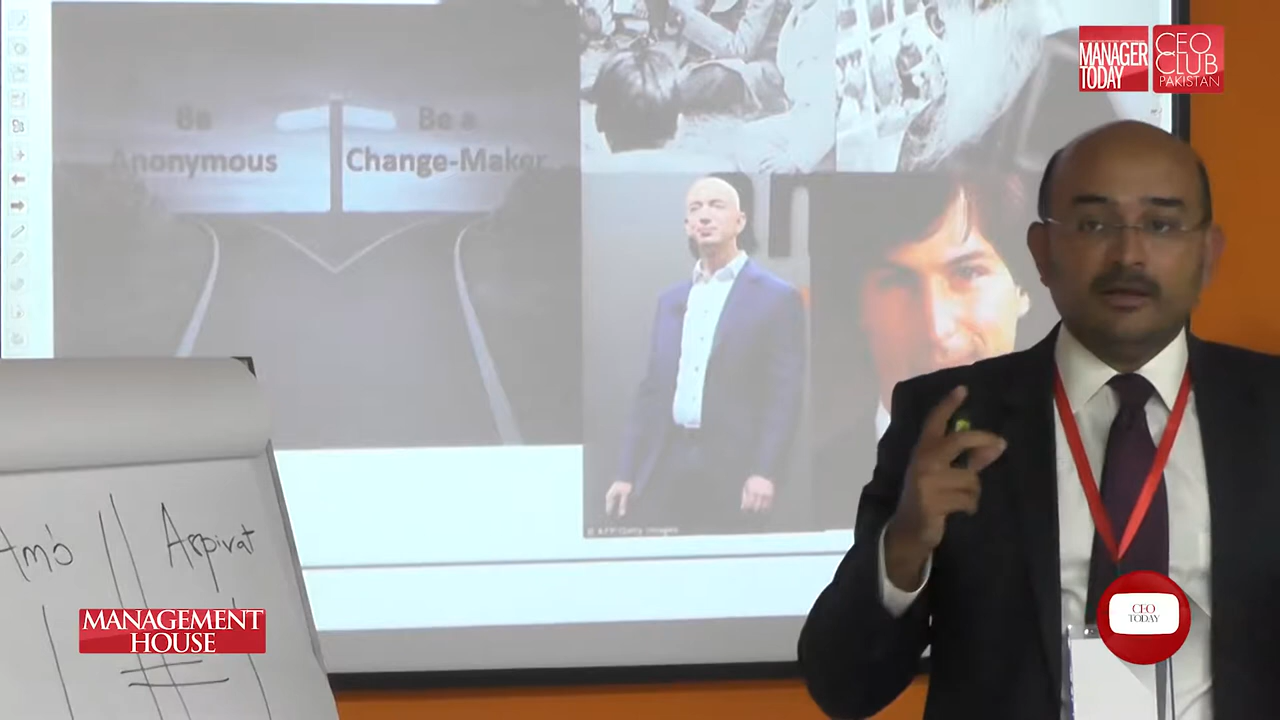 MANAGER
TODAY
CEO
CLUB
PAKISTAN
Be
Anonymous
Be a
Change-Maker
© AFP/Getty Images
Aspirat
MANAGEMENT
HOUSE
CEO
TODAY